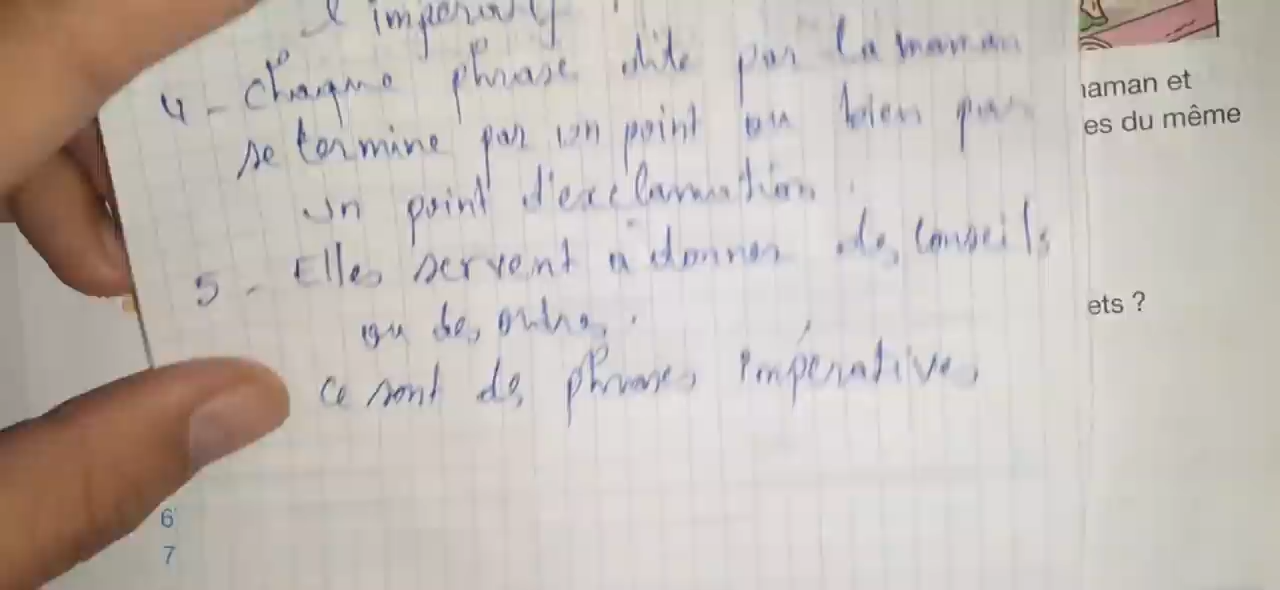 l'impératif.
4 - Chaque phrase dite par la maman
se termine par un point ou bien par
un point d'exclamation.
5 - Elles servent à donner des conseils
ou des ordres.
ce sont des phrases impératives
aman et
es du même
ets ?
6
7